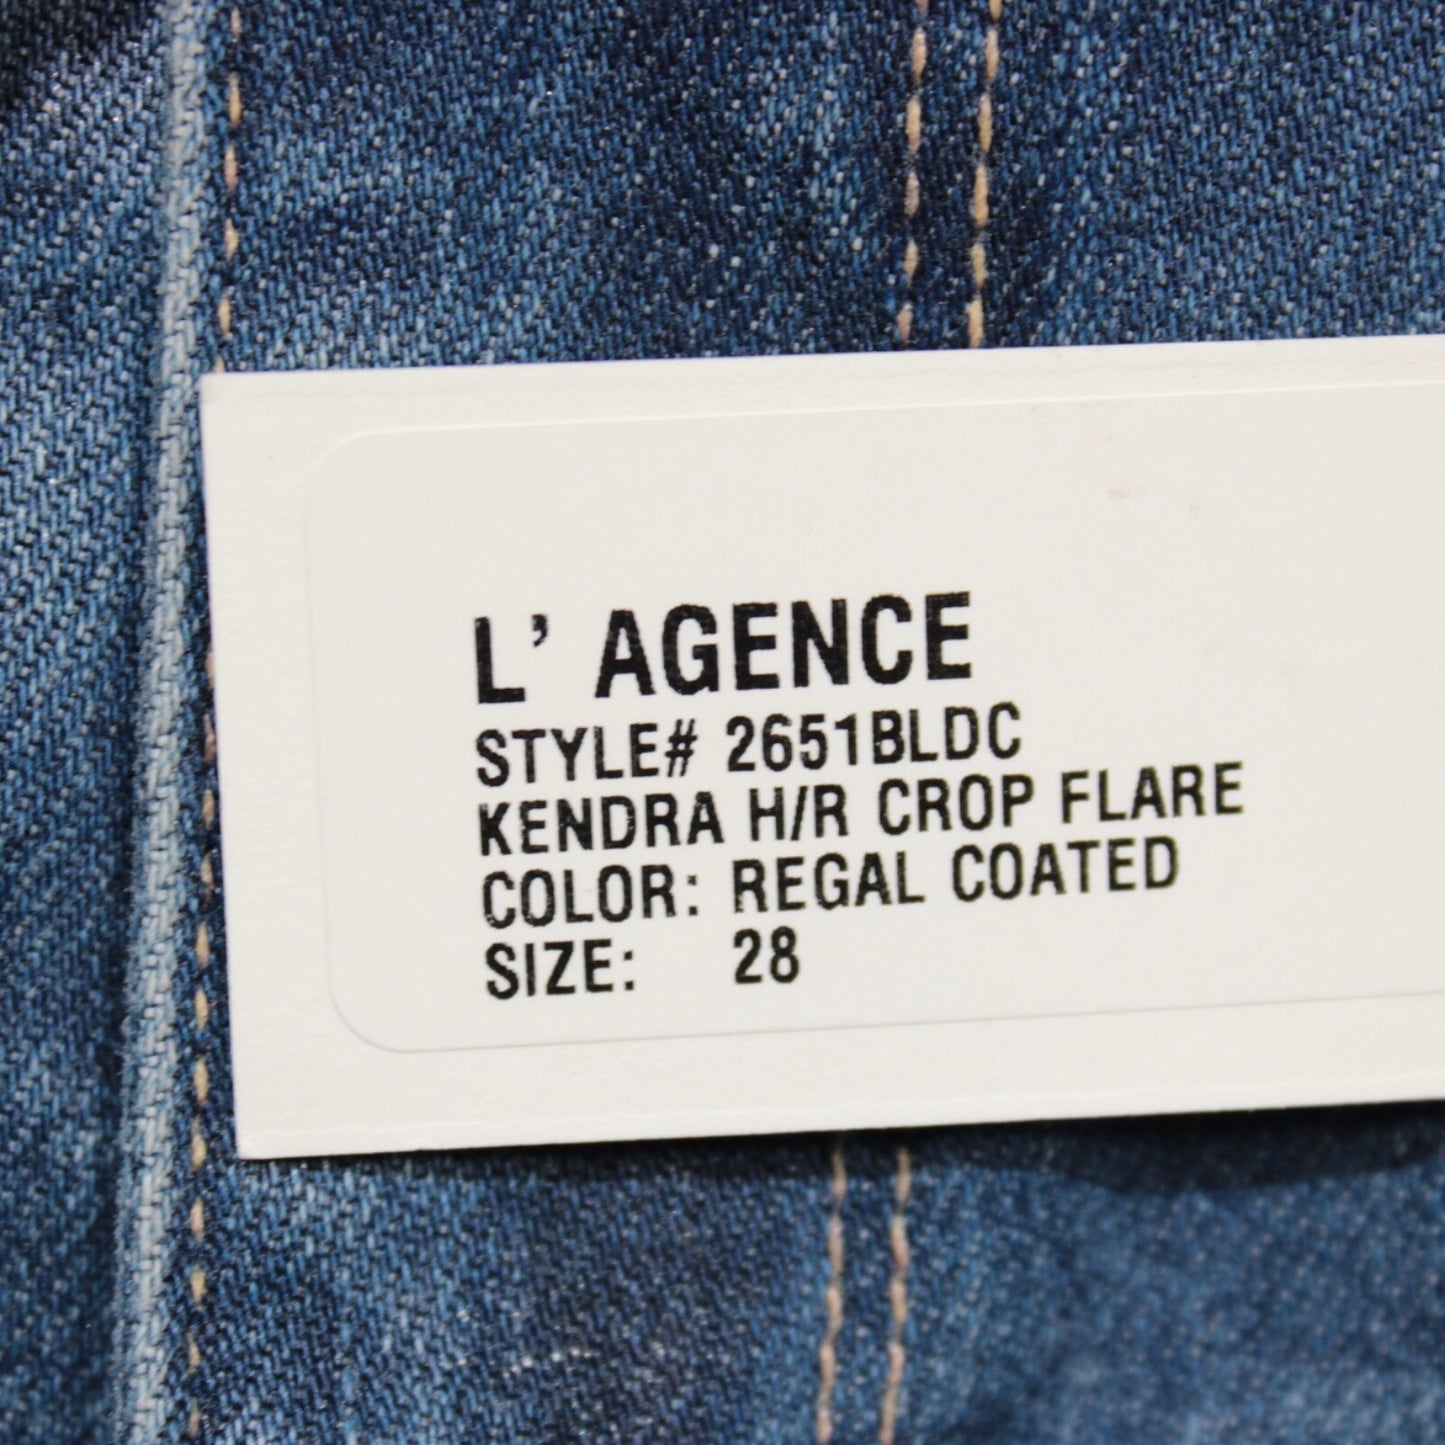 L' AGENCE
STYLE# 2651BLDC
KENDRA H/R CROP FLARE
COLOR: REGAL COATED
SIZE: 28